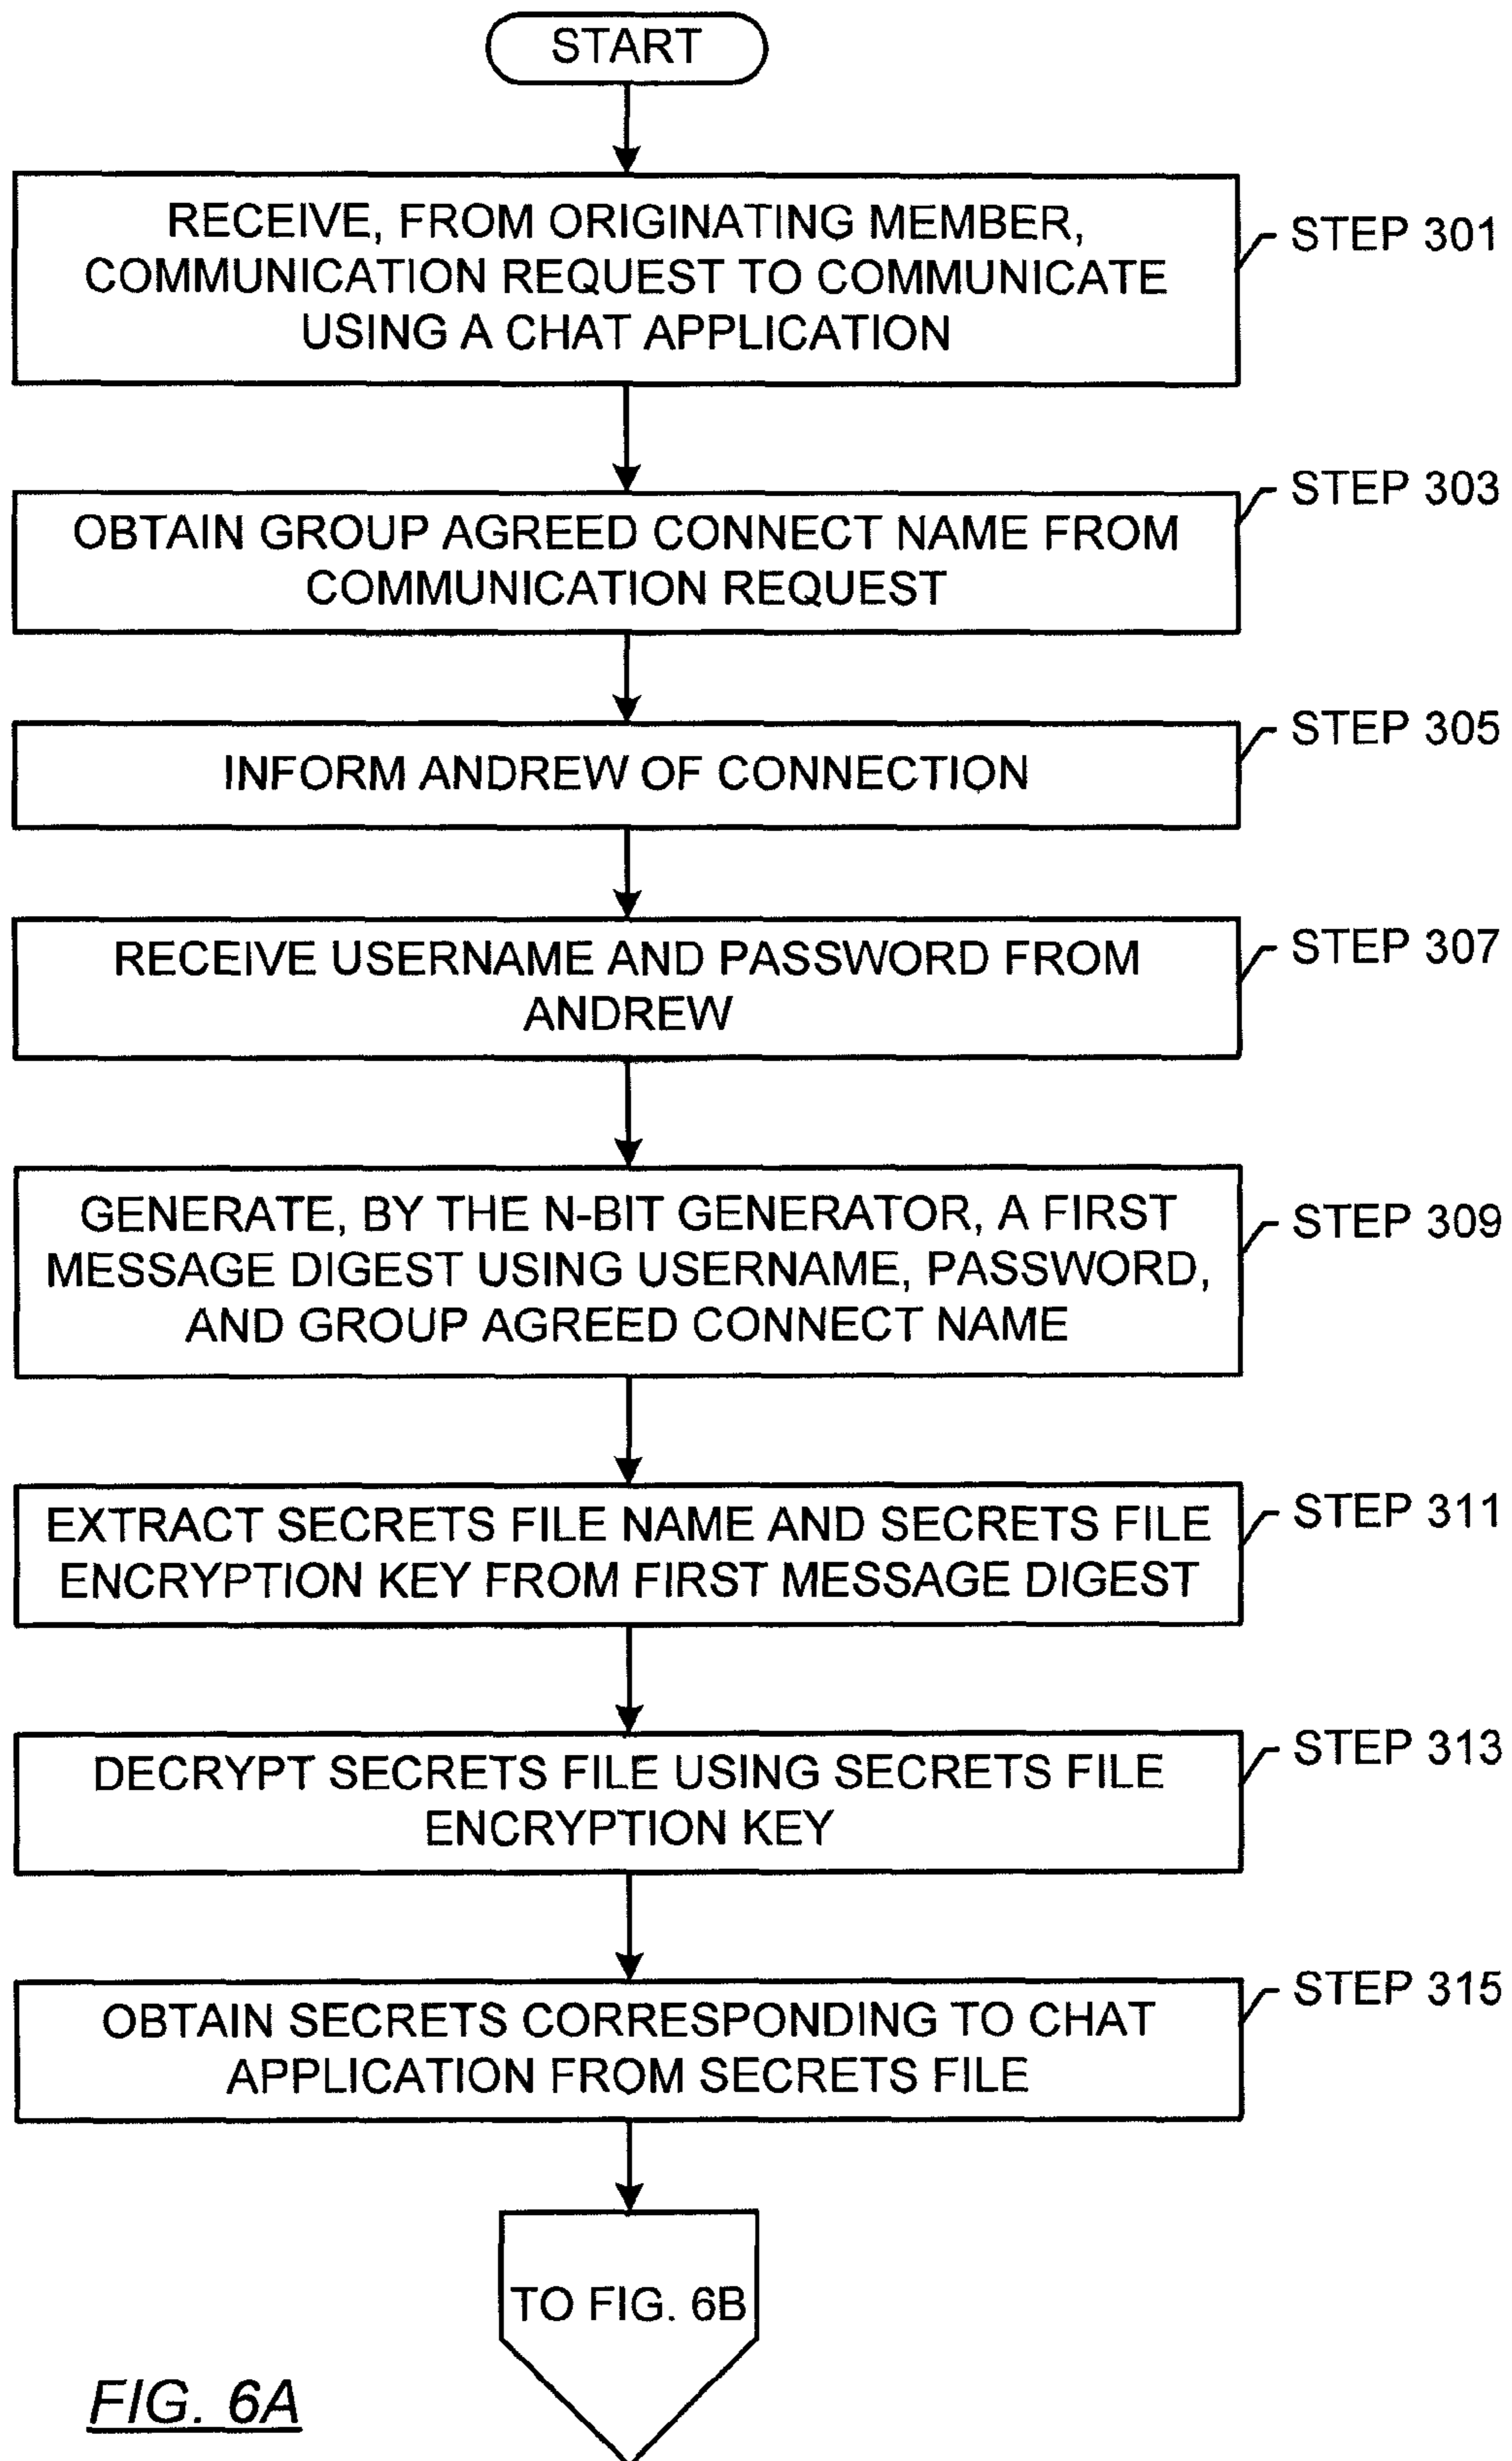 START
RECEIVE, FROM ORIGINATING MEMBER,
COMMUNICATION REQUEST TO COMMUNICATE
USING A CHAT APPLICATION
STEP 301
OBTAIN GROUP AGREED CONNECT NAME FROM
COMMUNICATION REQUEST
STEP 303
INFORM ANDREW OF CONNECTION
STEP 305
RECEIVE USERNAME AND PASSWORD FROM
ANDREW
STEP 307
GENERATE, BY THE N-BIT GENERATOR, A FIRST
MESSAGE DIGEST USING USERNAME, PASSWORD,
AND GROUP AGREED CONNECT NAME
STEP 309
EXTRACT SECRETS FILE NAME AND SECRETS FILE
ENCRYPTION KEY FROM FIRST MESSAGE DIGEST
STEP 311
DECRYPT SECRETS FILE USING SECRETS FILE
ENCRYPTION KEY
STEP 313
OBTAIN SECRETS CORRESPONDING TO CHAT
APPLICATION FROM SECRETS FILE
STEP 315
TO FIG. 6B
FIG. 6A